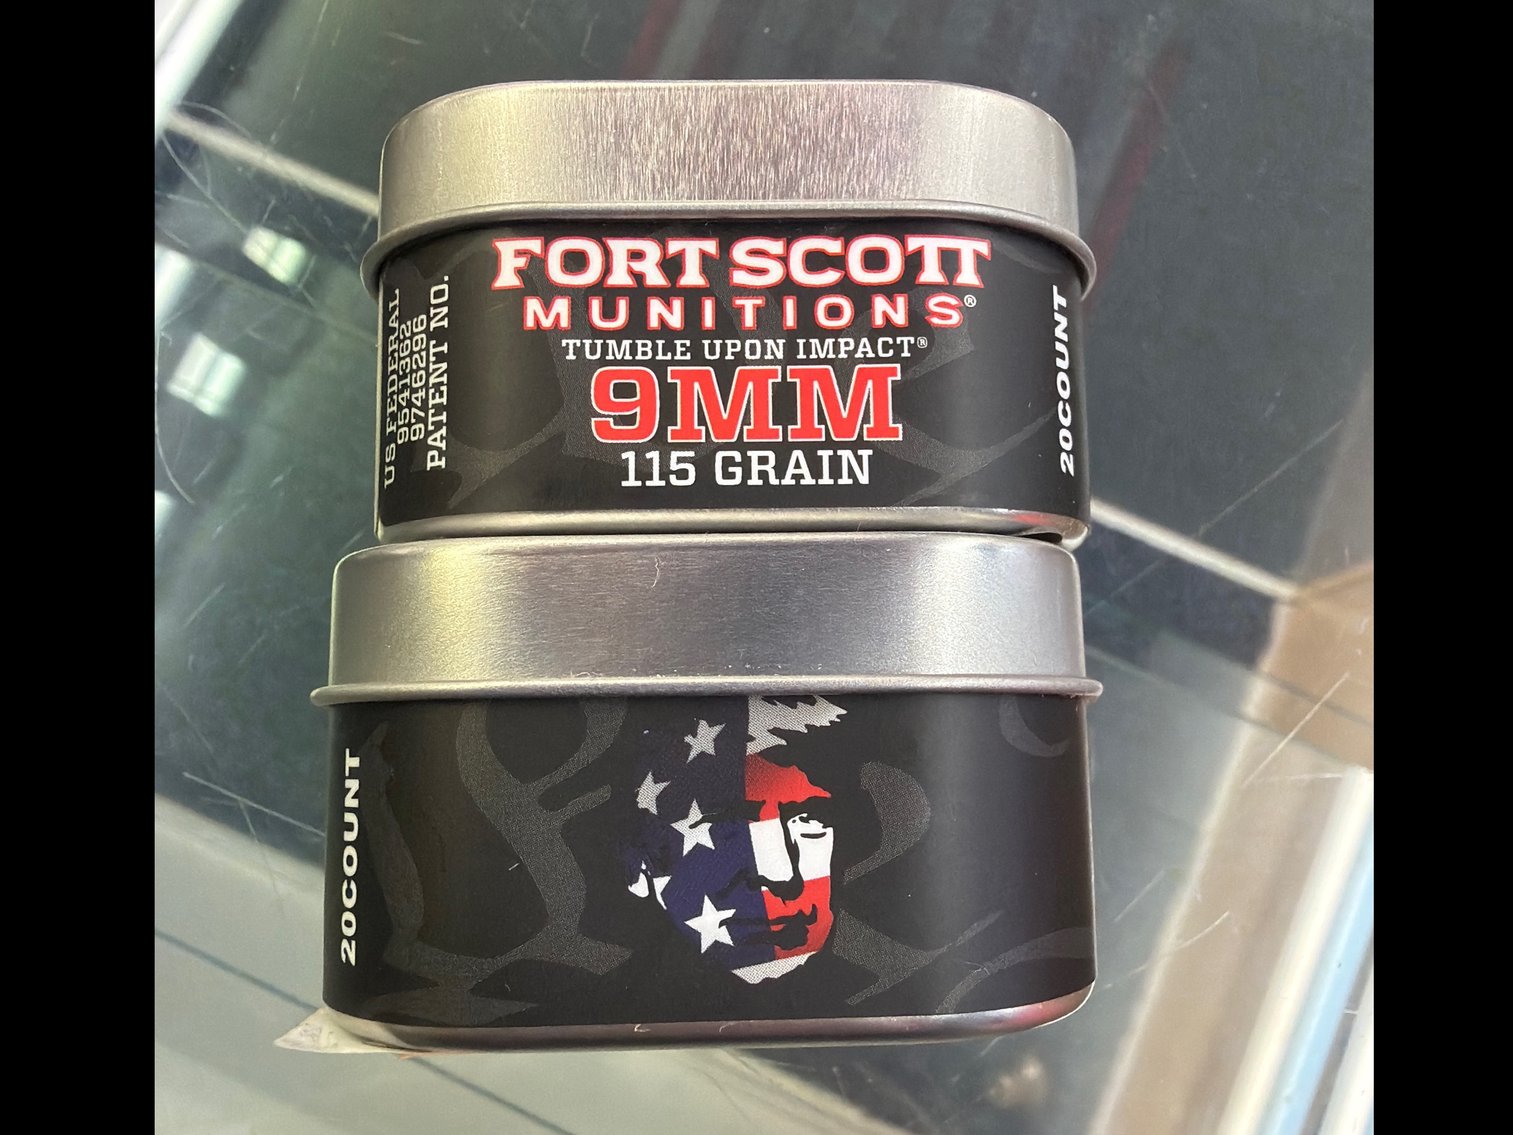 FORT SCOTT
MUNITIONS®
TUMBLE UPON IMPACT®
9MM
115 GRAIN
US FEDERAL
9541362
9746296
PATENT NO.
20COUNT
20COUNT